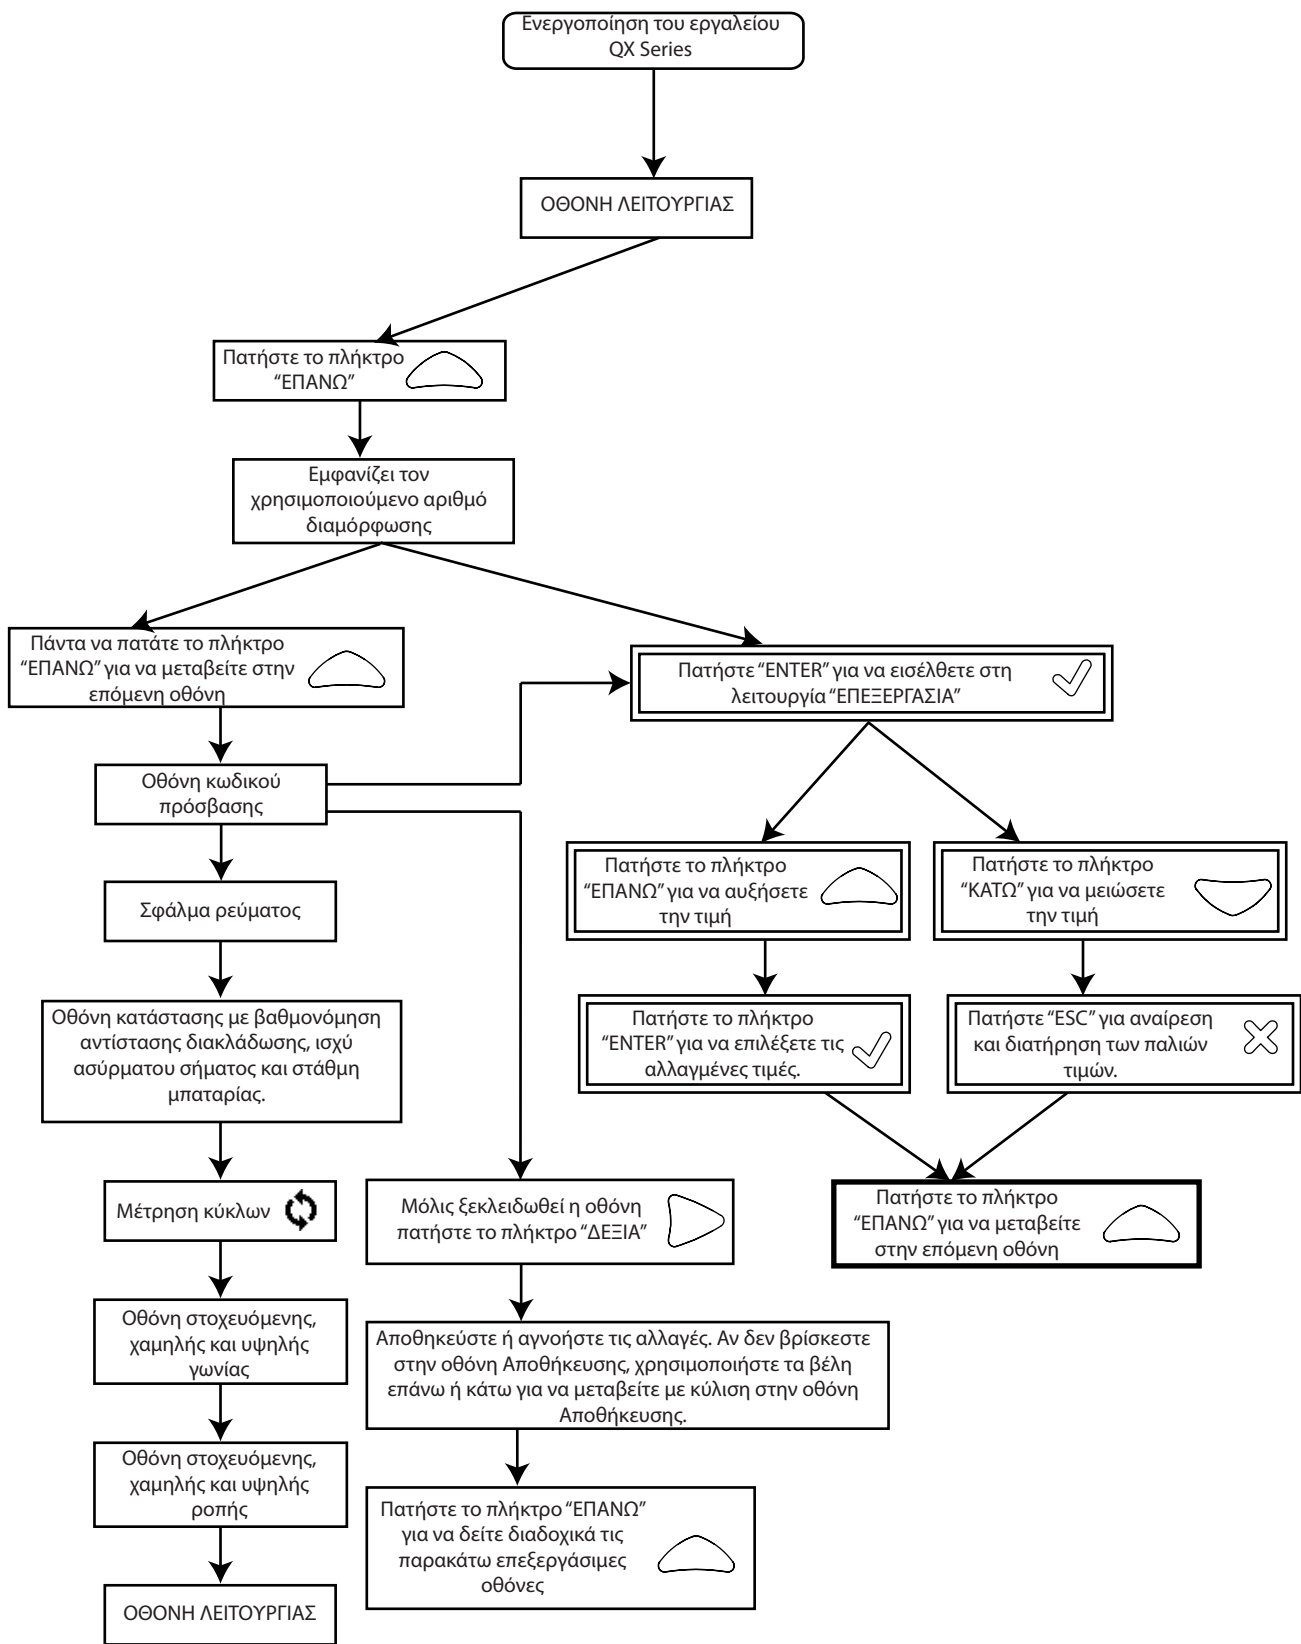 Ενεργοποίηση του εργαλείου
QX Series
ΟΘΟΝΗ ΛΕΙΤΟΥΡΓΙΑΣ
Πατήστε το πλήκτρο
“ΕΠΑΝΩ”
Εμφανίζει τον
χρησιμοποιούμενο αριθμό
διαμόρφωσης
Πάντα να πατάτε το πλήκτρο
“ΕΠΑΝΩ” για να μεταβείτε στην
επόμενη οθόνη
Πατήστε “ENTER” για να εισέλθετε στη
λειτουργία “ΕΠΕΞΕΡΓΑΣΙΑ”
Οθόνη κωδικού
πρόσβασης
Πατήστε το πλήκτρο
“ΕΠΑΝΩ” για να αυξήσετε
την τιμή
Πατήστε το πλήκτρο
“ΚΑΤΩ” για να μειώσετε
την τιμή
Σφάλμα ρεύματος
Οθόνη κατάστασης με βαθμονόμηση
αντίστασης διακλάδωσης, ισχύ
ασύρματου σήματος και στάθμη
μπαταρίας.
Πατήστε το πλήκτρο
“ENTER” για να επιλέξετε τις
αλλαγμένες τιμές.
Πατήστε “ESC” για αναίρεση
και διατήρηση των παλιών
τιμών.
Μέτρηση κύκλων
Μόλις ξεκλειδωθεί η οθόνη
πατήστε το πλήκτρο “ΔΕΞΙΑ”
Πατήστε το πλήκτρο
“ΕΠΑΝΩ” για να μεταβείτε
στην επόμενη οθόνη
Οθόνη στοχευόμενης,
χαμηλής και υψηλής
γωνίας
Αποθηκεύστε ή αγνοήστε τις αλλαγές. Αν δεν βρίσκεστε
στην οθόνη Αποθήκευσης, χρησιμοποιήστε τα βέλη
επάνω ή κάτω για να μεταβείτε με κύλιση στην οθόνη
Αποθήκευσης.
Οθόνη στοχευόμενης,
χαμηλής και υψηλής
ροπής
Πατήστε το πλήκτρο “ΕΠΑΝΩ”
για να δείτε διαδοχικά τις
παρακάτω επεξεργάσιμες
οθόνες
ΟΘΟΝΗ ΛΕΙΤΟΥΡΓΙΑΣ